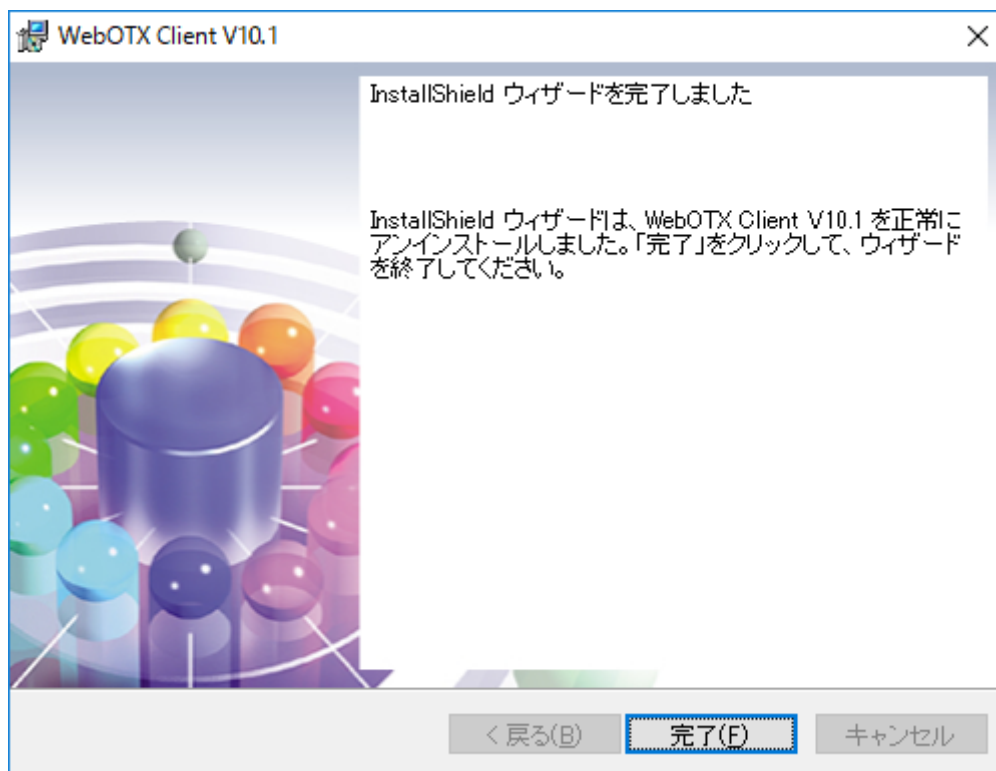 WebOTX Client V10.1
InstallShield ウィザードを完了しました
InstallShield ウィザードは、WebOTX Client V10.1 を正常に
アンインストールしました。「完了」をクリックして、ウィザード
を終了してください。
< 戻る(B)
完了(F)
キャンセル